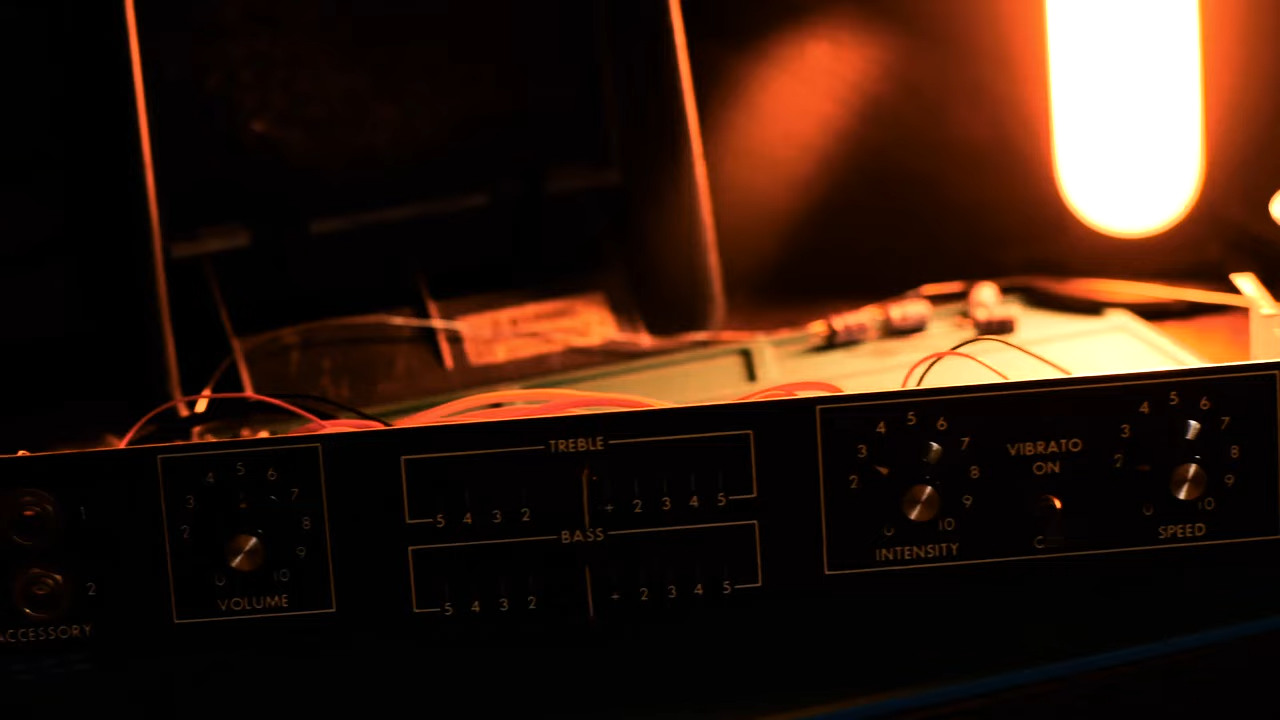 1
2
ACCESSORY
0 2 3 4 5 6 7 8 9 10
VOLUME
TREBLE
5 4 3 2 + 2 3 4 5
BASS
5 4 3 2 + 2 3 4 5
0 2 3 4 5 6 7 8 9 10
INTENSITY
VIBRATO
ON
0 2 3 4 5 6 7 8 9 10
SPEED